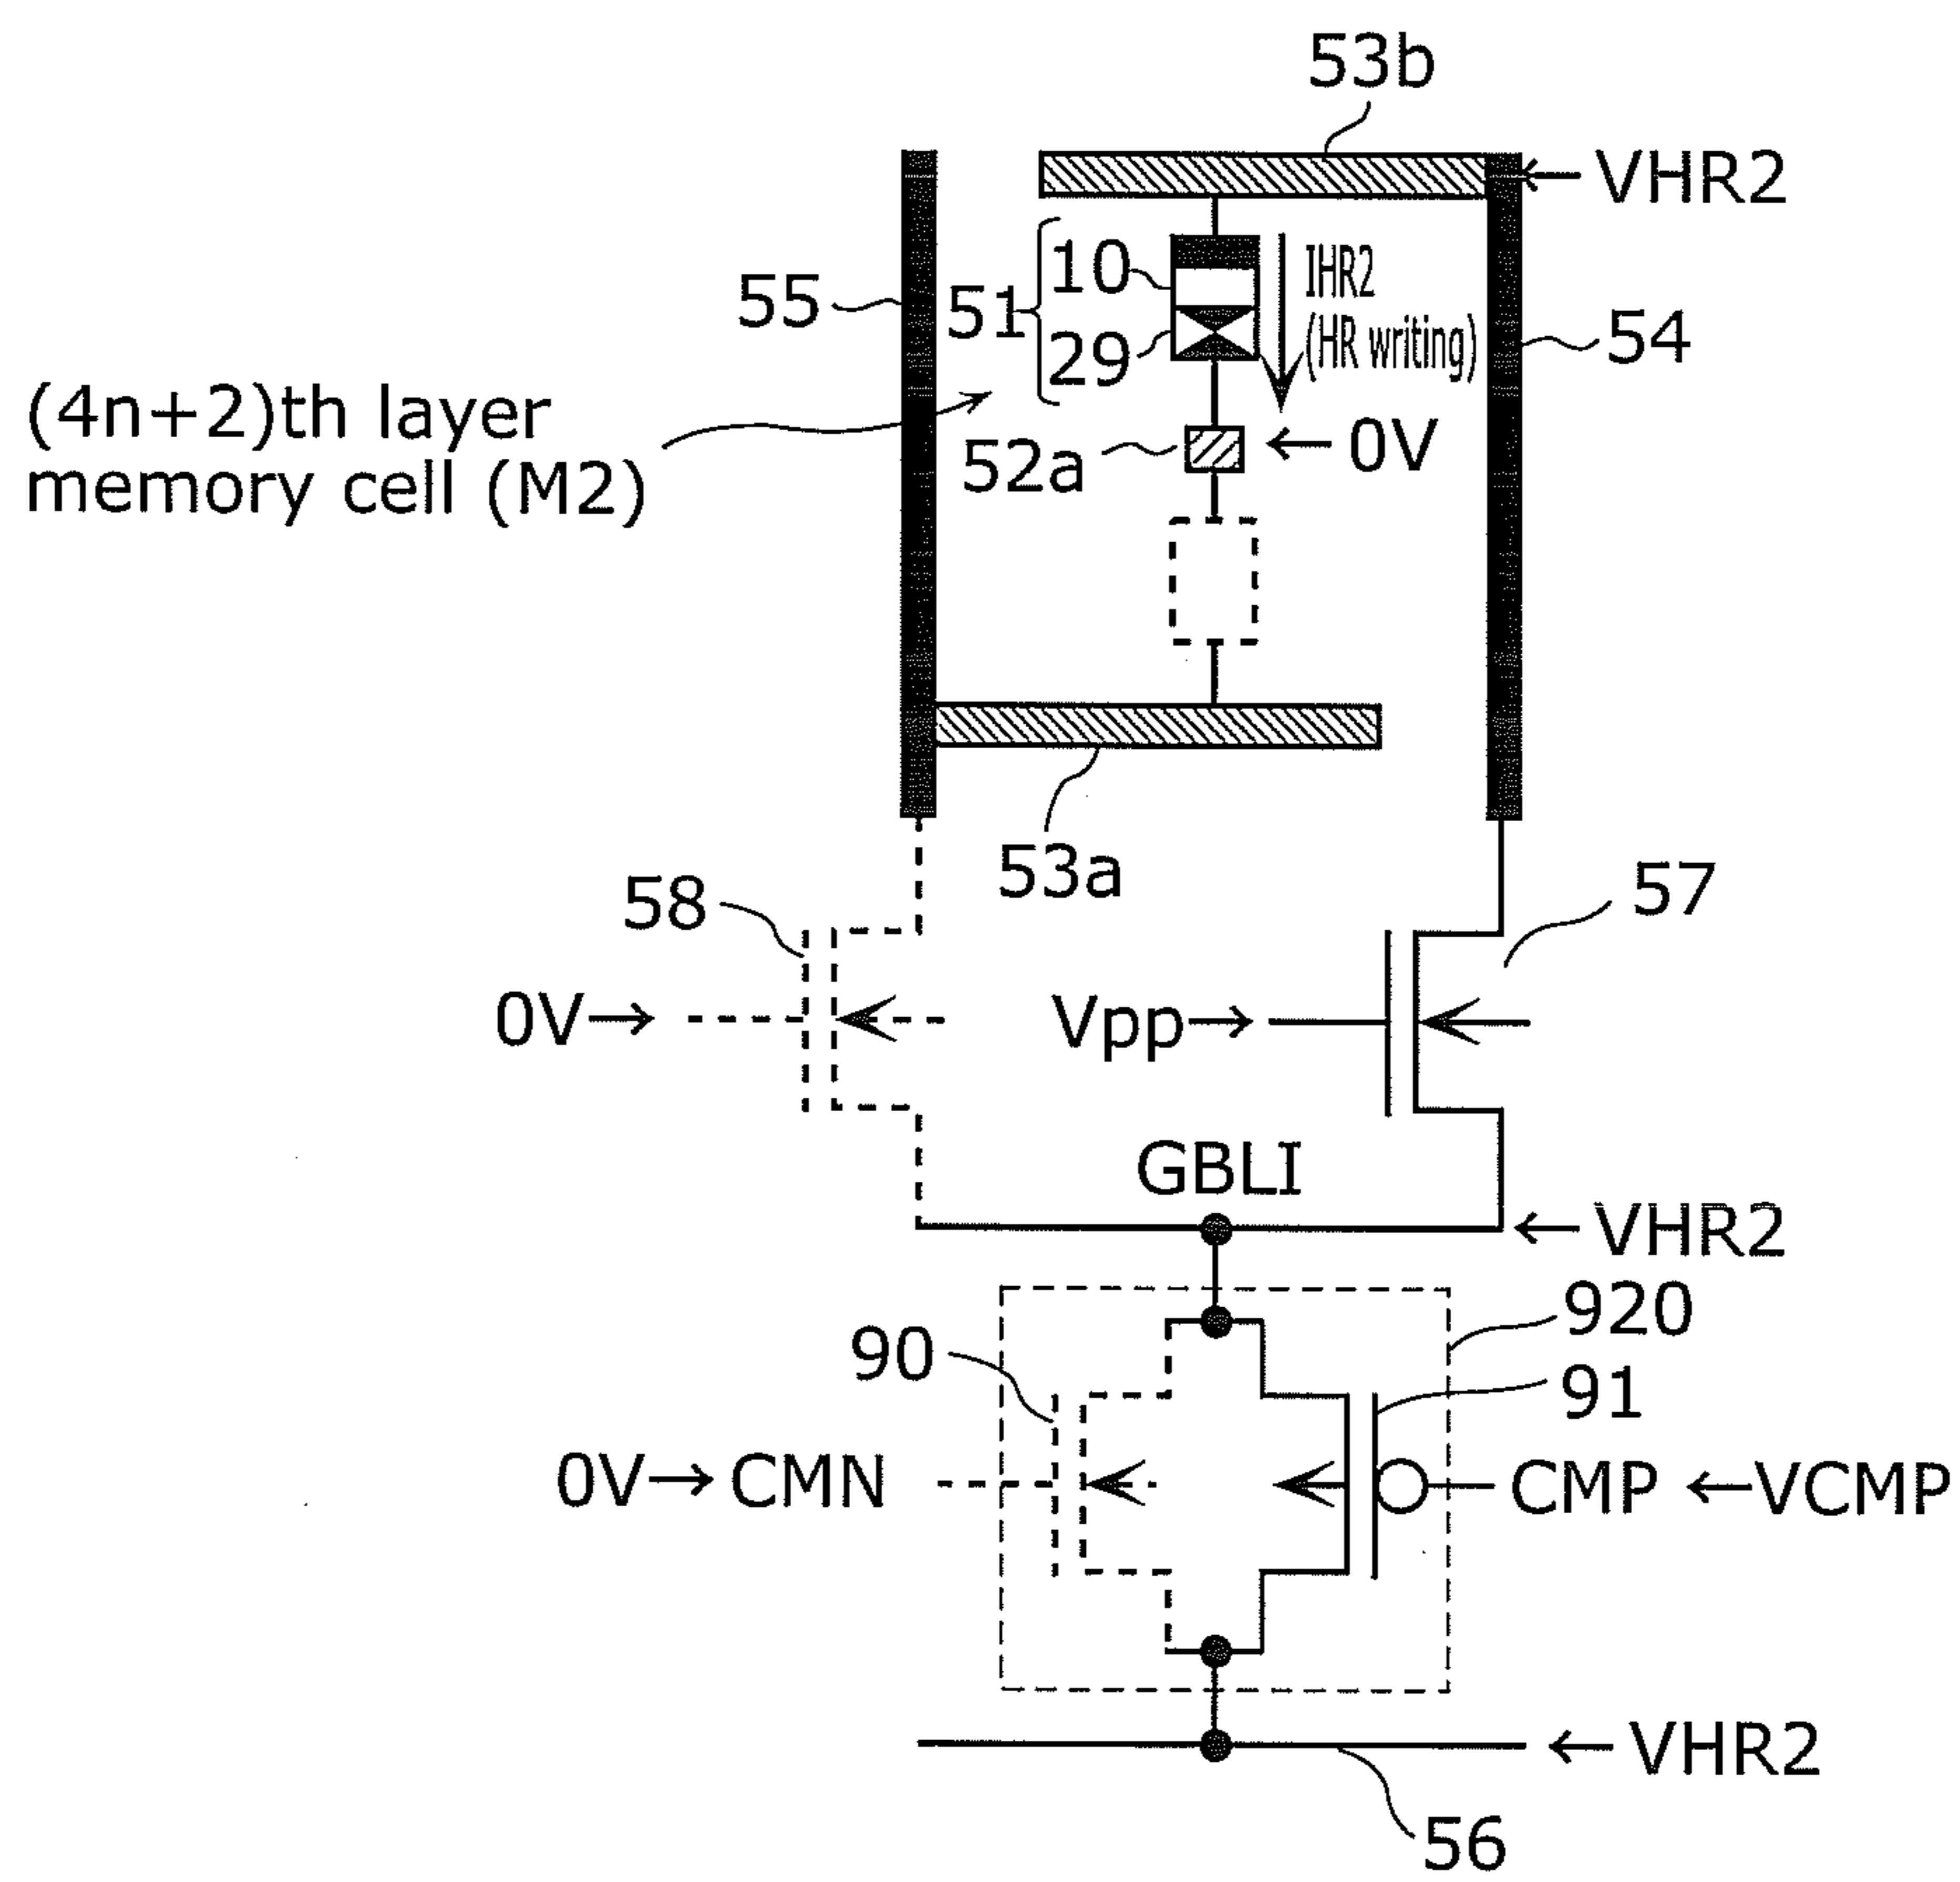 53b
VHR2
10
IHR2
55
51
(HR writing)
54
29
(4n+2)th layer
memory cell (M2)
52a
0V
53a
58
57
0V
Vpp
GBLI
VHR2
920
90
91
0V
CMN
CMP
VCMP
VHR2
56